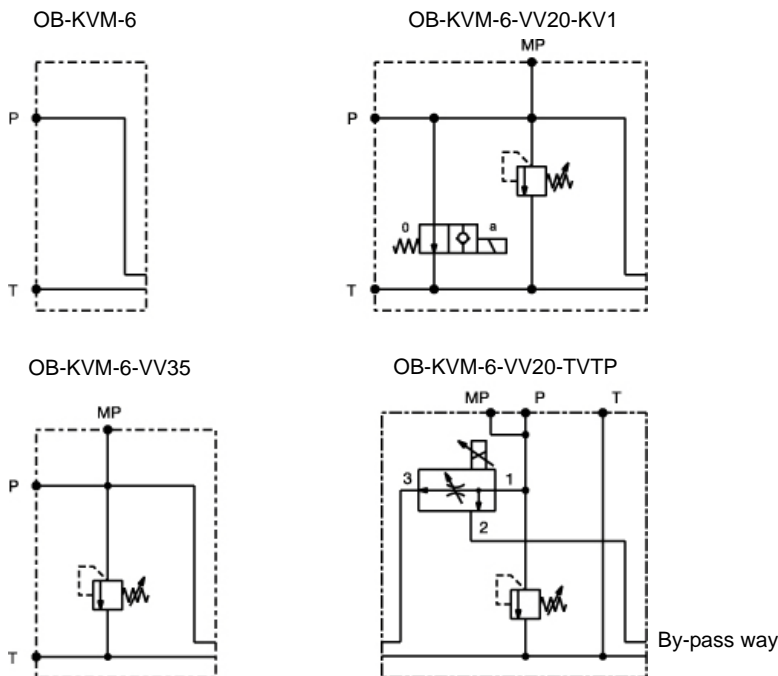 OB-KVM-6
P
T
OB-KVM-6-VV20-KV1
MP
P
0
a
T
OB-KVM-6-VV35
MP
P
T
OB-KVM-6-VV20-TVTP
MP
P
T
3
1
2
By-pass way